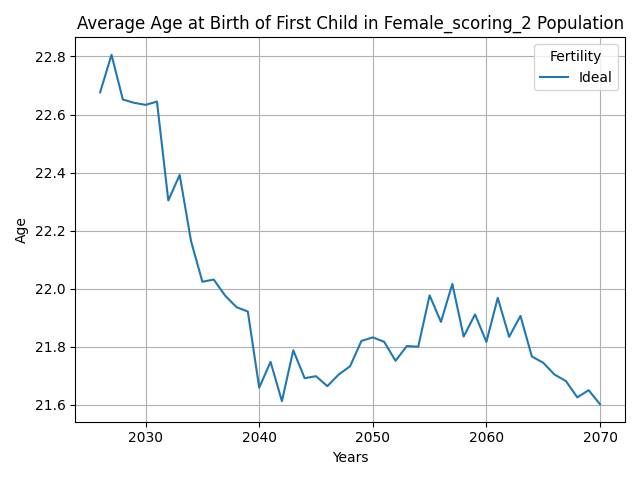 Average Age at Birth of First Child in Female_scoring_2 Population
Fertility
Ideal
22.8
22.6
22.4
22.2
22.0
21.8
21.6
Age
2030 2040 2050 2060 2070
Years